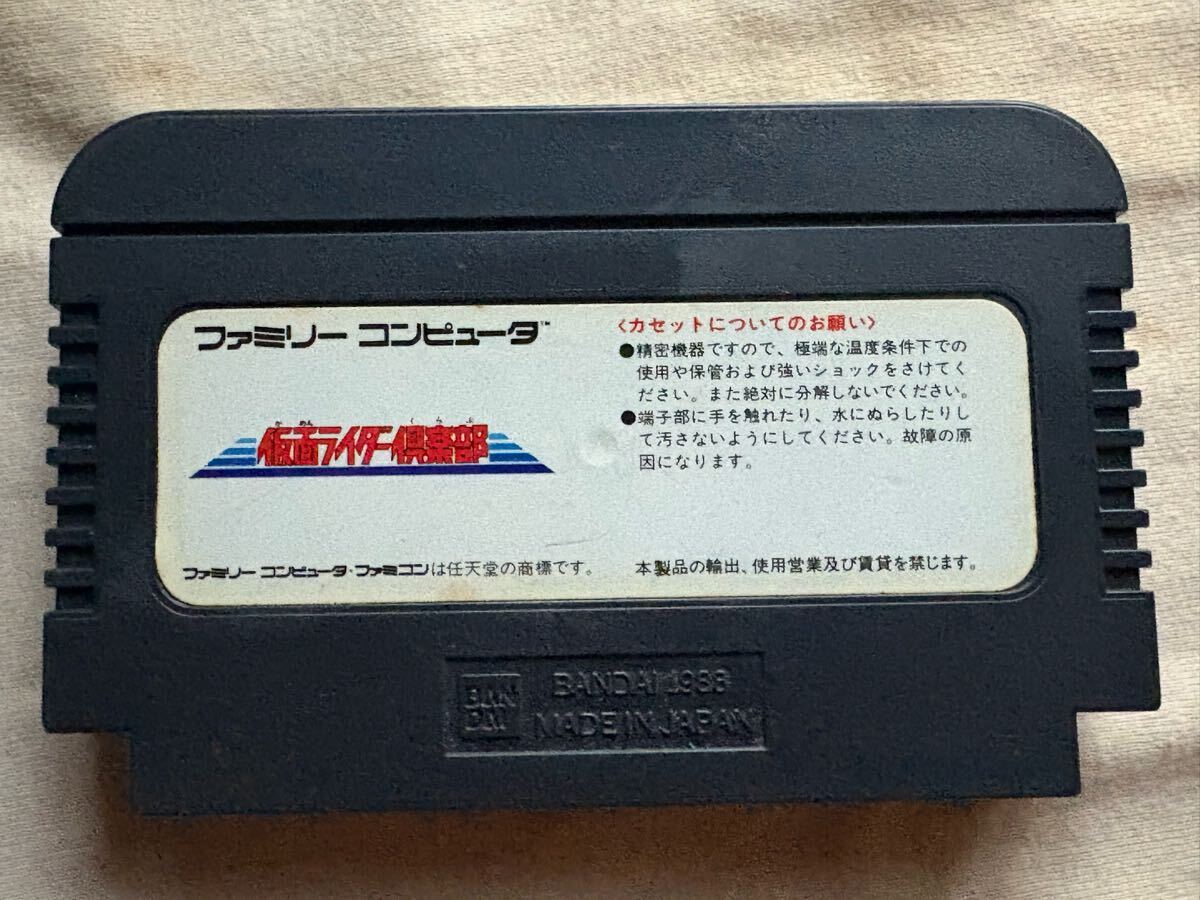 ファミリー コンピュータ™
かめん くらぶ
仮面ライダー倶楽部
〈カセットについてのお願い〉
●精密機器ですので、極端な温度条件下での
使用や保管および強いショックをさけてく
ださい。また絶対に分解しないでください。
●端子部に手を触れたり、水にぬらしたりし
て汚さないようにしてください。故障の原
因になります。
ファミリー コンピュータ・ファミコンは任天堂の商標です。
本製品の輸出、使用営業及び賃貸を禁じます。
BAN
DAI
BANDAI 1988
MADE IN JAPAN